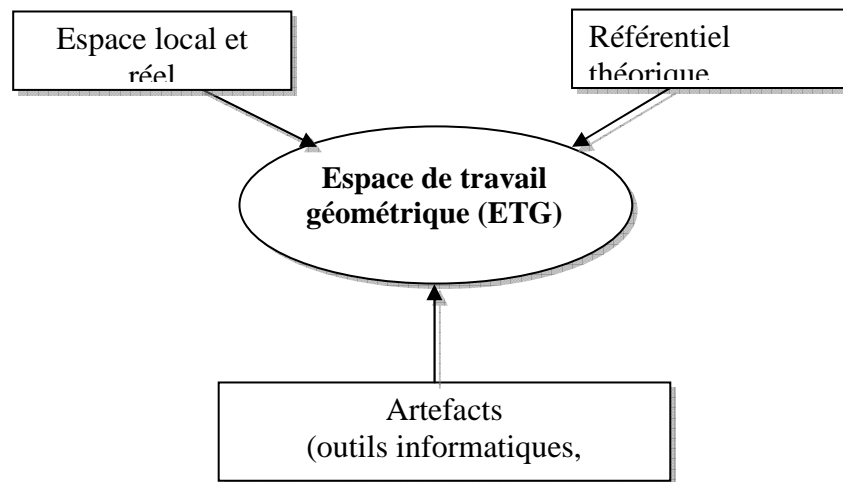 Espace local et
réel
Référentiel
théorique
Espace de travail
géométrique (ETG)
Artefacts
(outils informatiques,